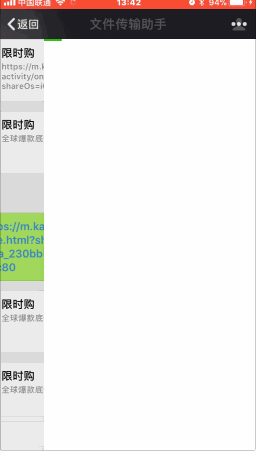 中国联通
13:42
94%
返回
文件传输助手
限时购
https://m.k
activity/on
shareOs=i
限时购
全球爆款底
ps://m.ka
e.html?sh
a_230bb
:80
限时购
全球爆款底
限时购
全球爆款底